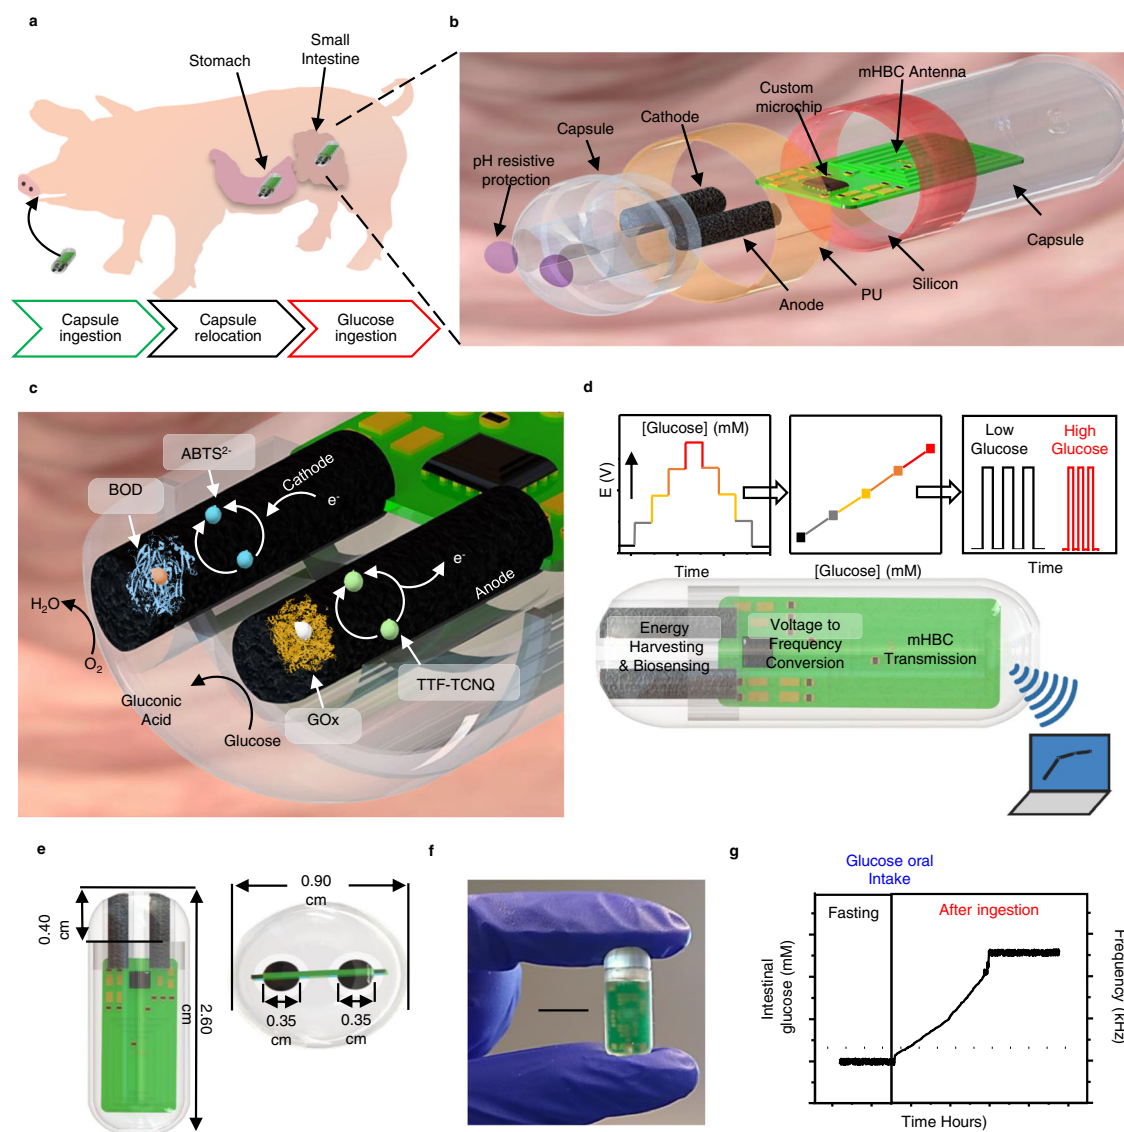 a
Stomach
Small
Intestine
Capsule
ingestion
Capsule
relocation
Glucose
ingestion
b
pH resistive
protection
Capsule
Cathode
Custom
microchip
mHBC Antenna
Capsule
Silicon
PU
Anode
c
ABTS2-
BOD
Cathode
e-
e-
Anode
H2O
O2
Gluconic
Acid
Glucose
GOx
TTF-TCNQ
d
[Glucose] (mM)
E (V)
Time
[Glucose] (mM)
Low
Glucose
High
Glucose
Time
Energy
Harvesting
& Biosensing
Voltage to
Frequency
Conversion
mHBC
Transmission
e
0.40
cm
2.60
cm
0.90
cm
0.35
cm
0.35
cm
f
g
Glucose oral
Intake
Fasting
After ingestion
Intestinal
glucose (mM)
Frequency (kHz)
Time Hours)